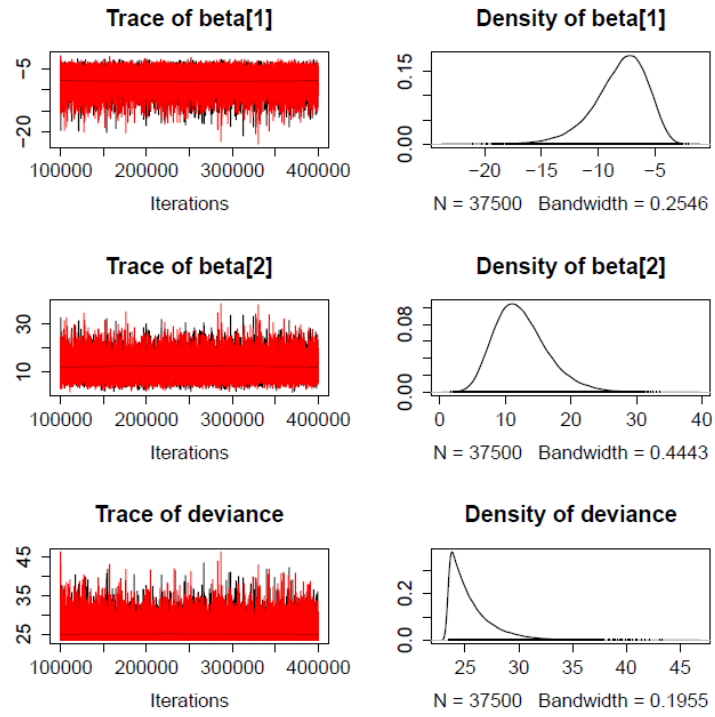 Trace of beta[1]
-5
-20
100000 200000 300000 400000
Iterations
Density of beta[1]
0.15
0.00
-20 -15 -10 -5
N = 37500 Bandwidth = 0.2546
Trace of beta[2]
30
10
100000 200000 300000 400000
Iterations
Density of beta[2]
0.08
0.00
0 10 20 30 40
N = 37500 Bandwidth = 0.4443
Trace of deviance
45
35
25
100000 200000 300000 400000
Iterations
Density of deviance
0.2
0.0
25 30 35 40 45
N = 37500 Bandwidth = 0.1955